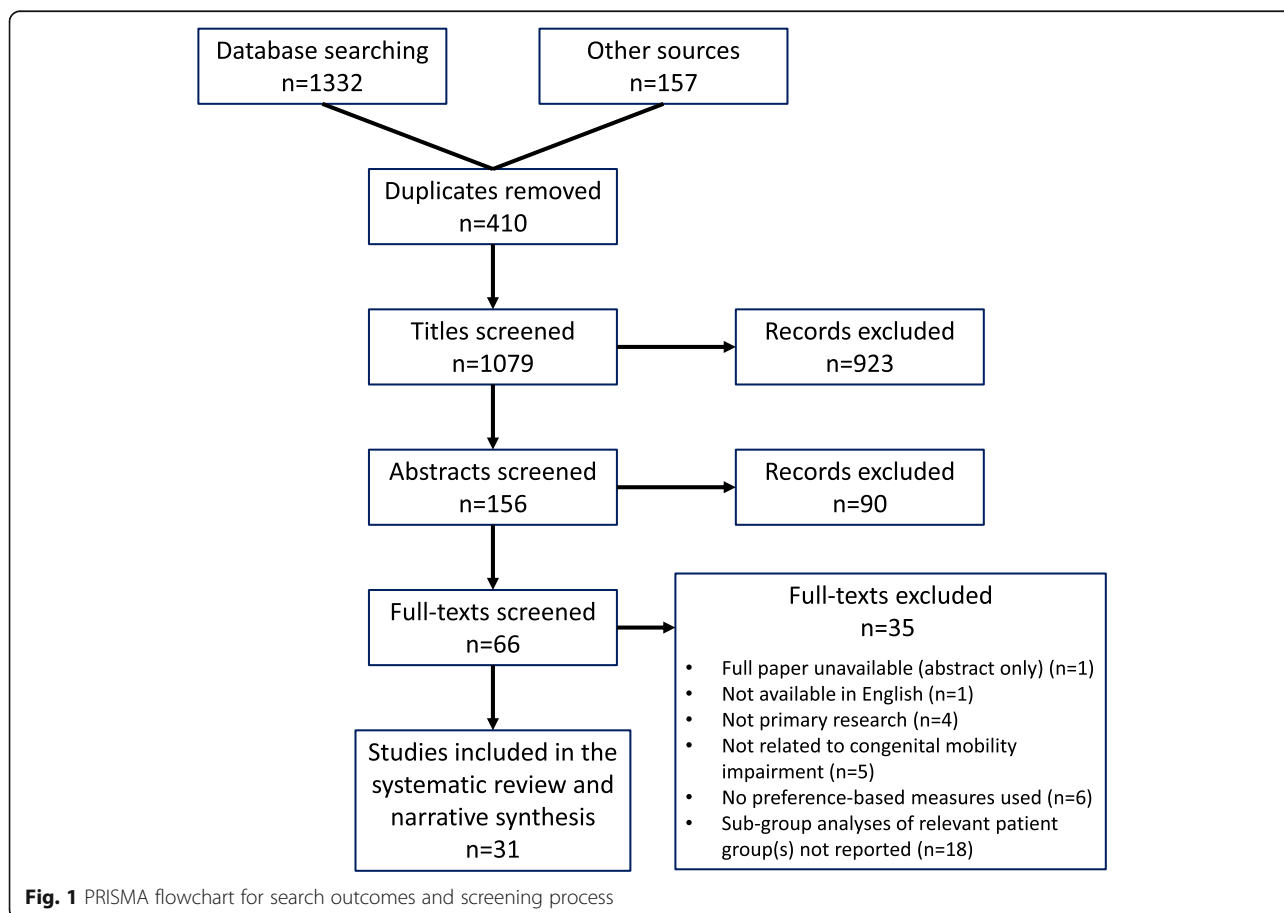 Database searching
n=1332
Other sources
n=157
Duplicates removed
n=410
Titles screened
n=1079
Records excluded
n=923
Abstracts screened
n=156
Records excluded
n=90
Full-texts screened
n=66
Full-texts excluded
n=35
• Full paper unavailable (abstract only) (n=1)
• Not available in English (n=1)
• Not primary research (n=4)
• Not related to congenital mobility
impairment (n=5)
• No preference-based measures used (n=6)
• Sub-group analyses of relevant patient
group(s) not reported (n=18)
Studies included in the
systematic review and
narrative synthesis
n=31
Fig. 1 PRISMA flowchart for search outcomes and screening process